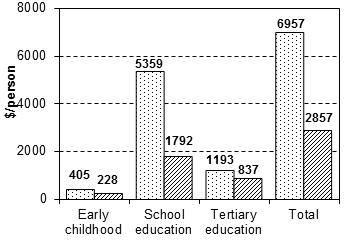 8000
6000
4000
2000
0
$/person
405
228
5359
1792
1193
837
6957
2857
Early
childhood
School
education
Tertiary
education
Total